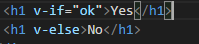 <h1 v-if="ok">Yes</h1>
<h1 v-else>No</h1>